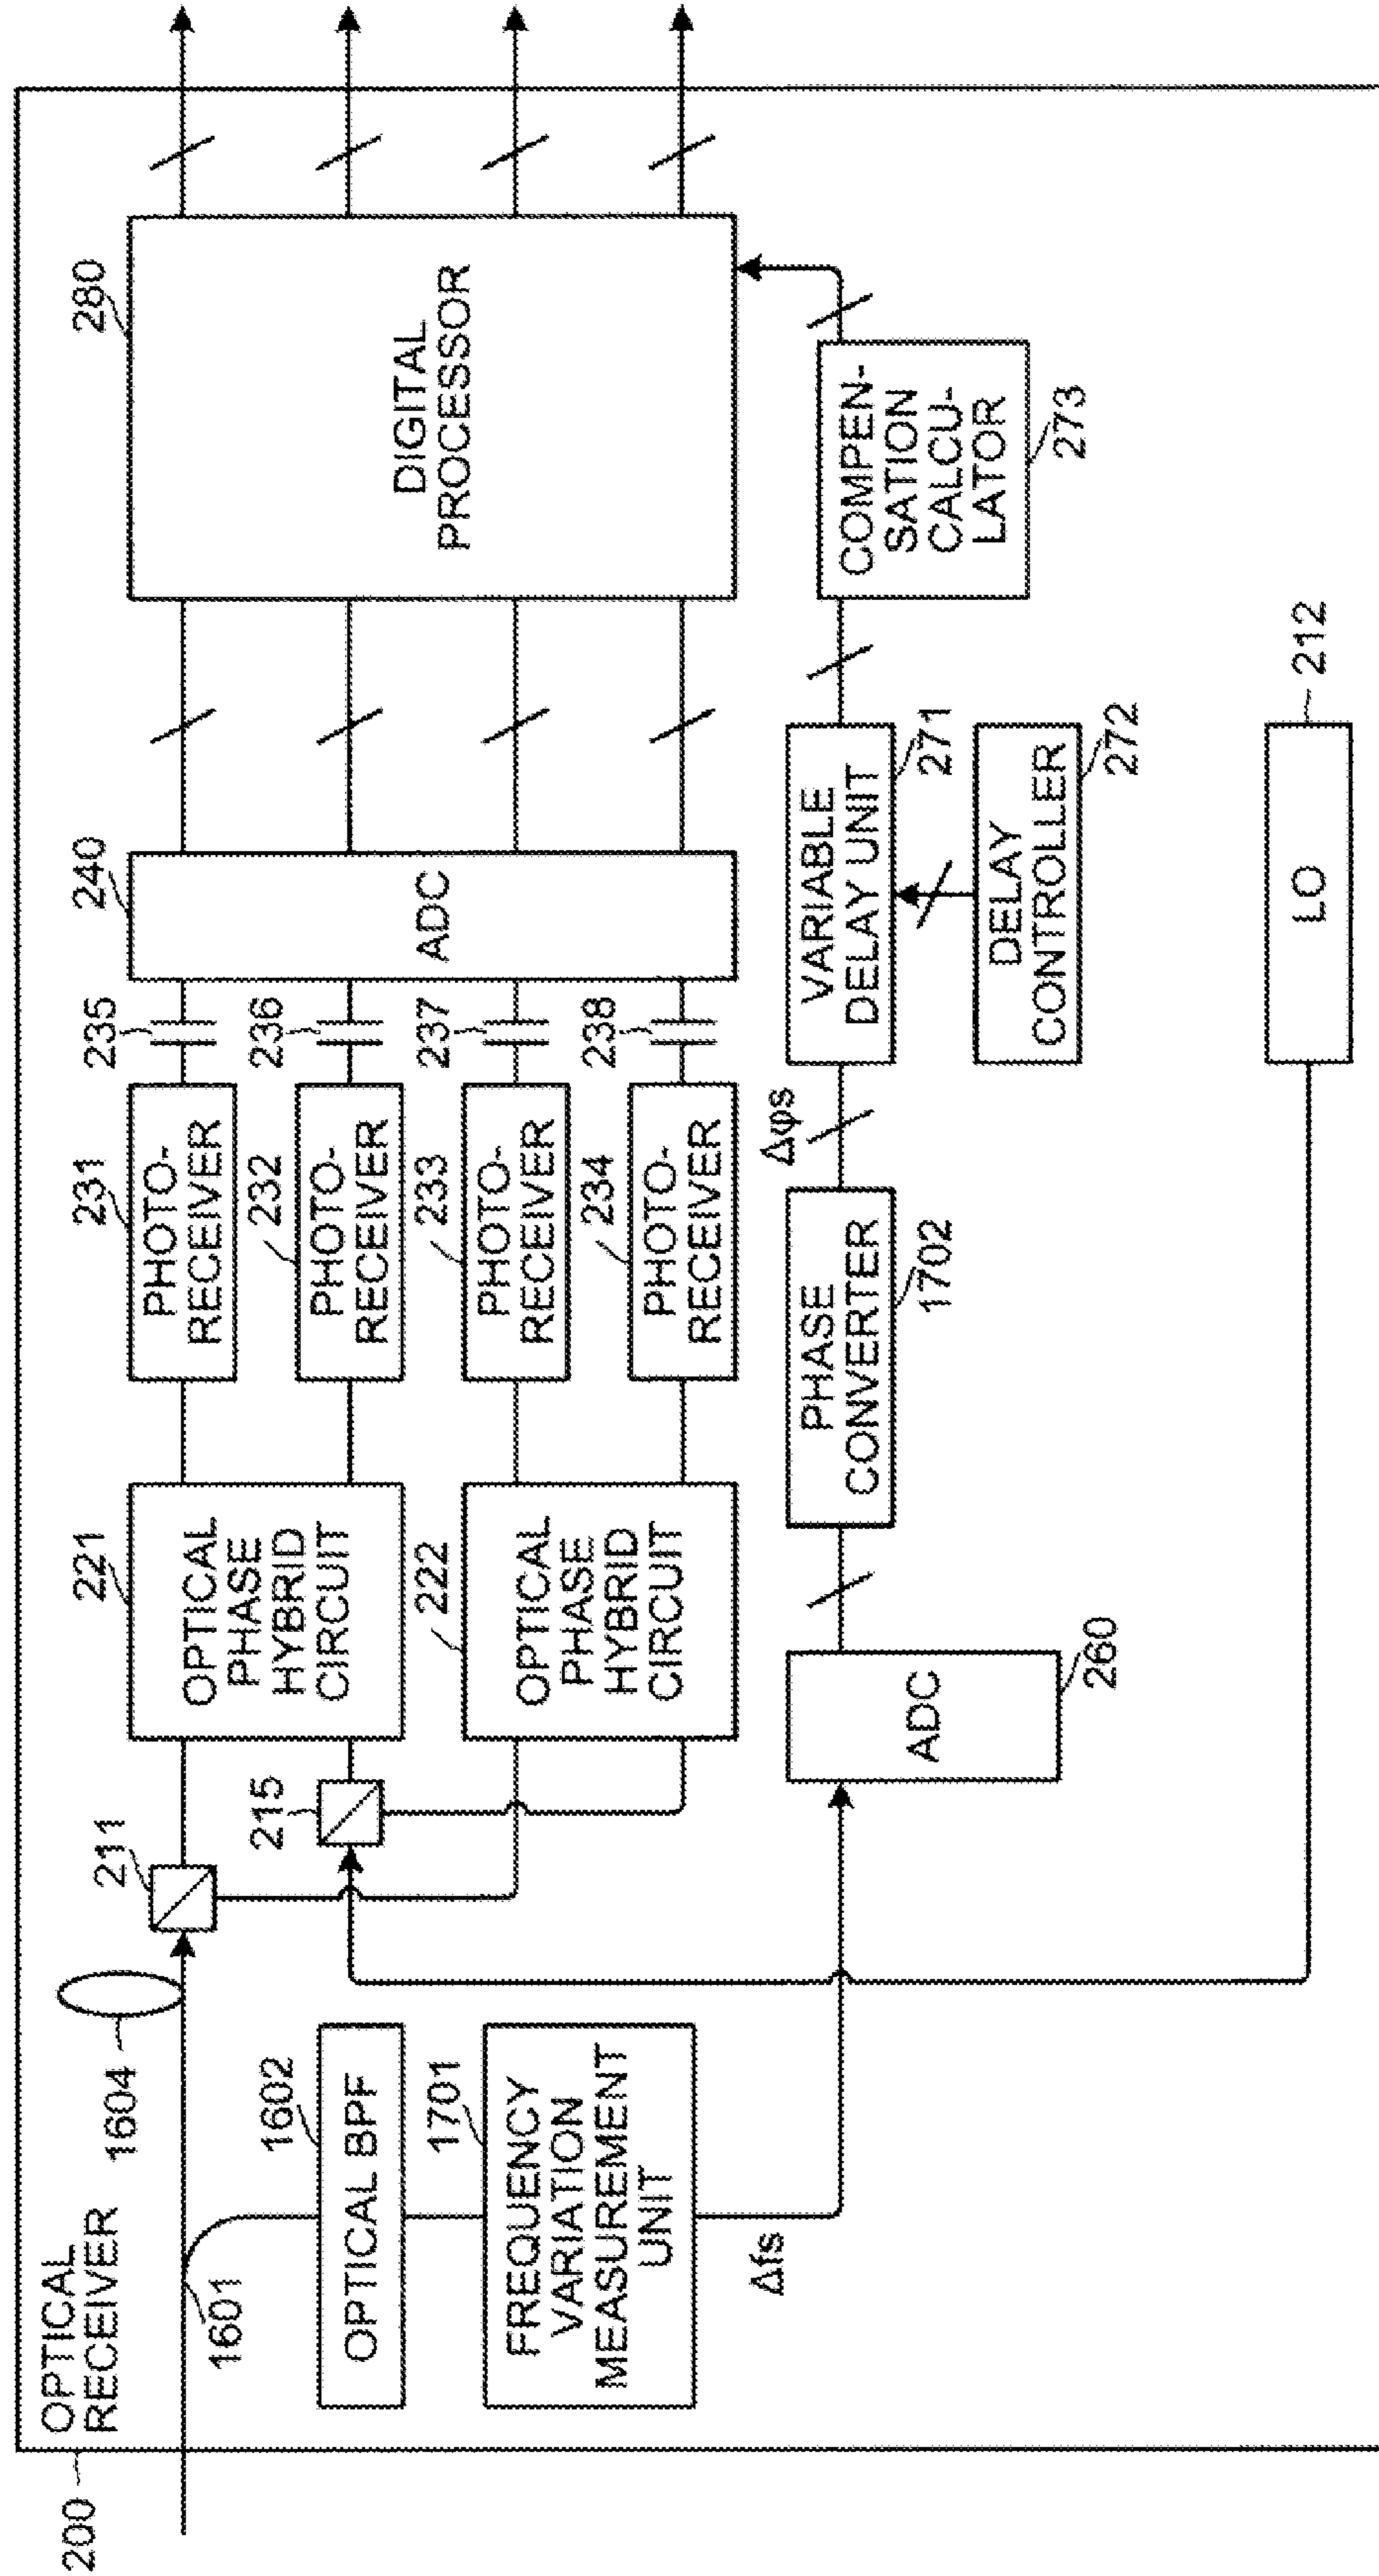 200
OPTICAL
RECEIVER
1601
1604
211
215
1602
OPTICAL BPF
1701
FREQUENCY
VARIATION
MEASUREMENT
UNIT
Δfs
221
OPTICAL
PHASE
HYBRID
CIRCUIT
222
OPTICAL
PHASE
HYBRID
CIRCUIT
231
PHOTO-
RECEIVER
232
PHOTO-
RECEIVER
233
PHOTO-
RECEIVER
234
PHOTO-
RECEIVER
235
236
237
238
240
ADC
280
DIGITAL
PROCESSOR
ADC
260
PHASE
CONVERTER
1702
Δφs
VARIABLE
DELAY UNIT
271
DELAY
CONTROLLER
272
COMPEN-
SATION
CALCU-
LATOR
273
LO
212